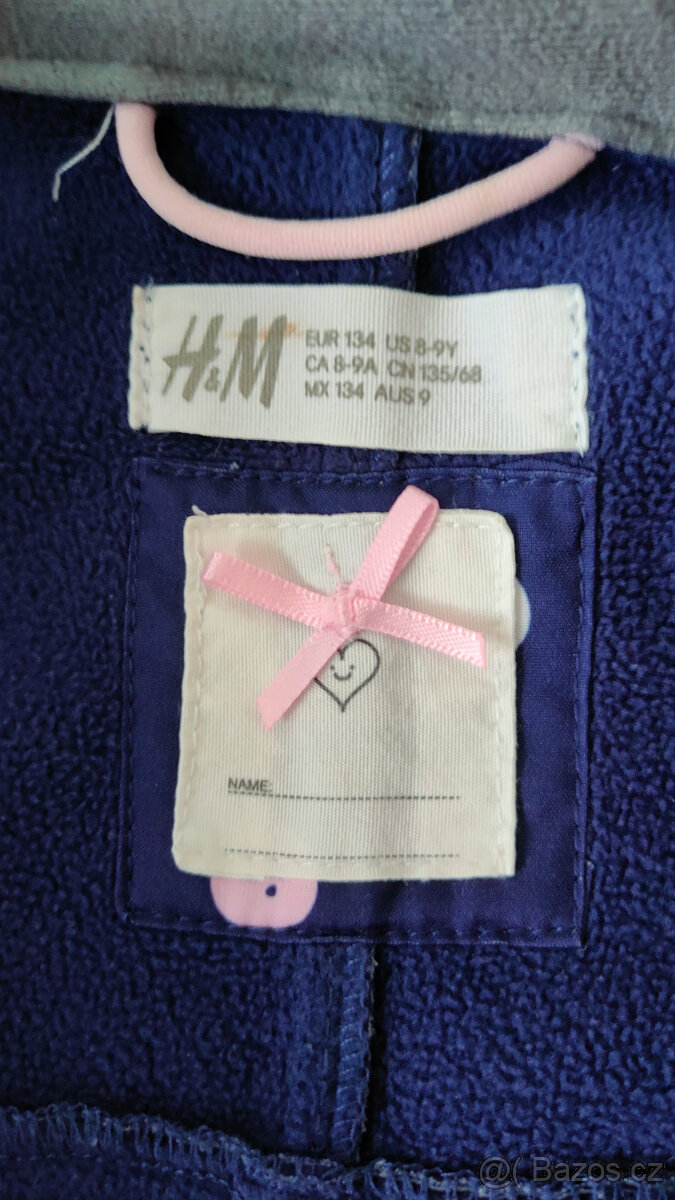 H&M
EUR 134 US 8-9Y
CA 8-9A CN 135/68
MX 134 AUS 9
NAME:
@( Bazos.cz